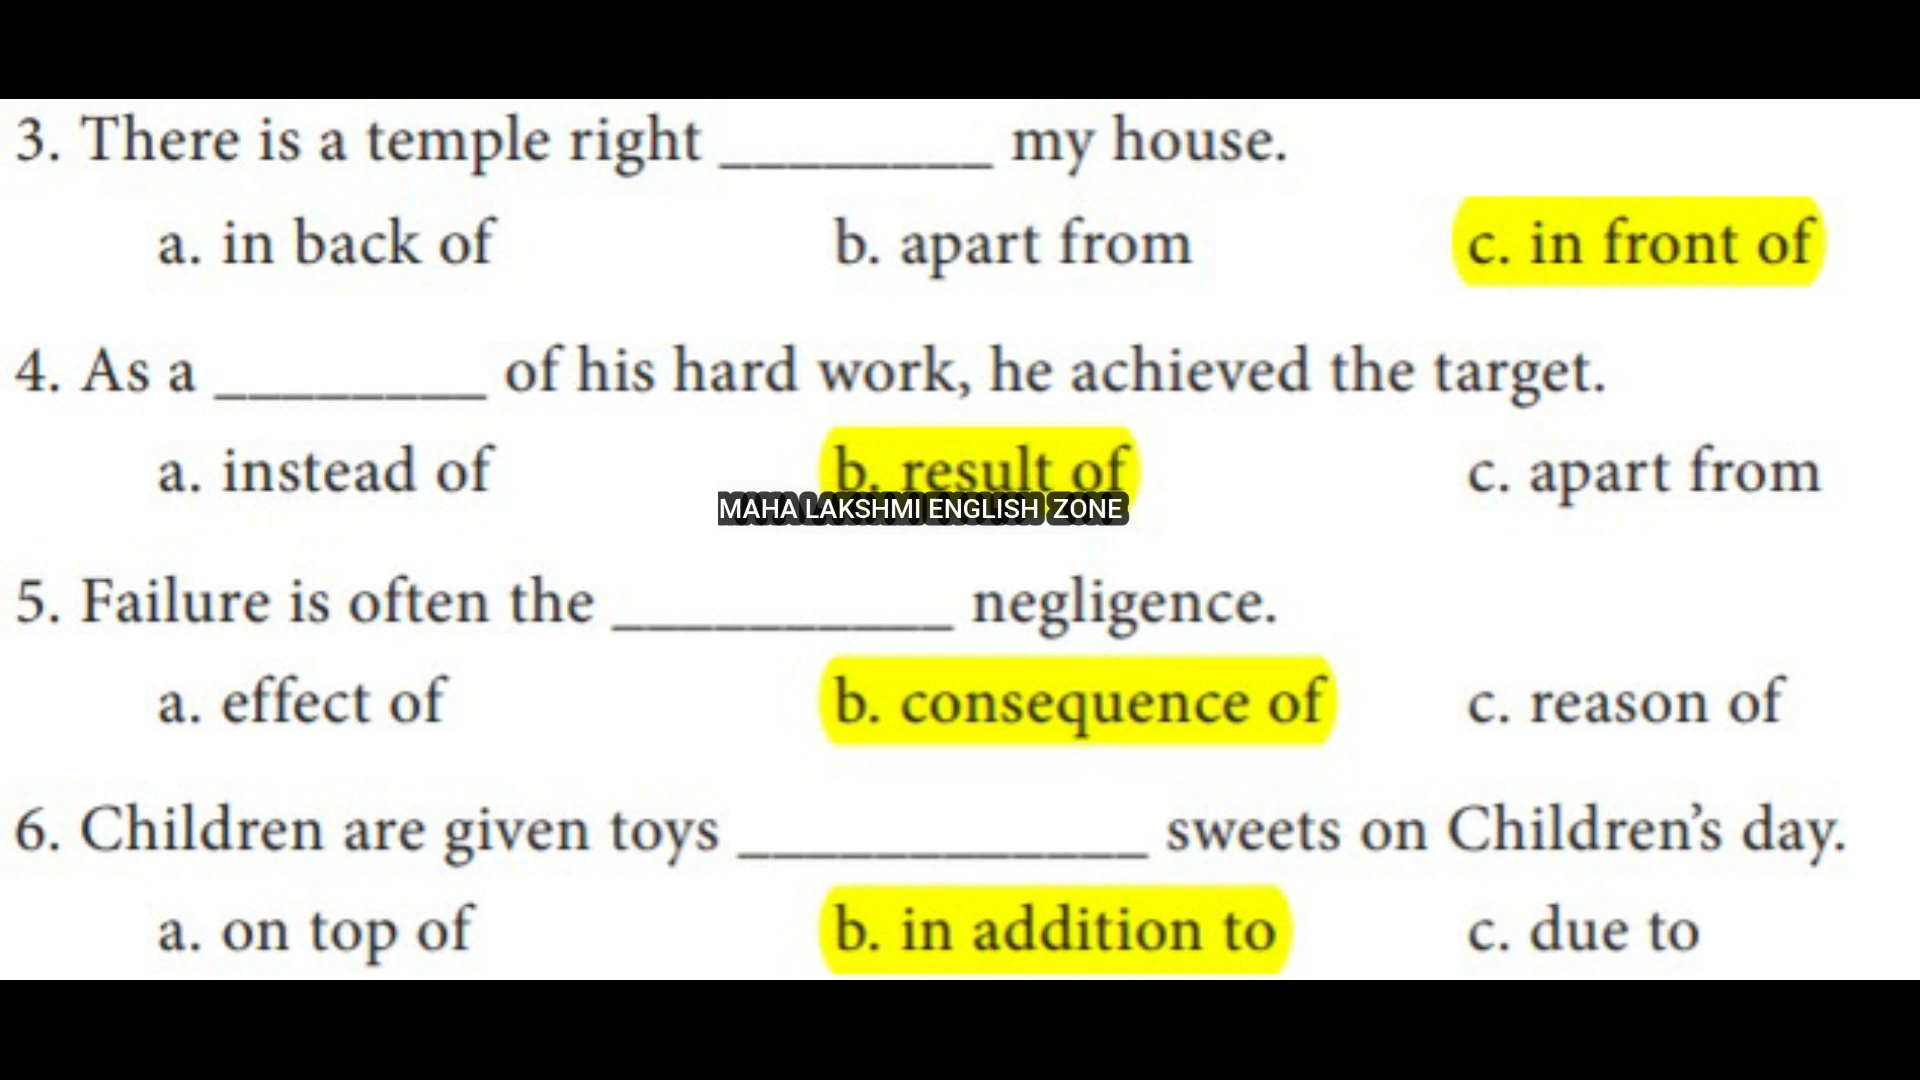 3. There is a temple right ________ my house.
a. in back of b. apart from c. in front of
4. As a ________ of his hard work, he achieved the target.
a. instead of b. result of c. apart from
MAHA LAKSHMI ENGLISH ZONE
5. Failure is often the __________ negligence.
a. effect of b. consequence of c. reason of
6. Children are given toys ____________ sweets on Children’s day.
a. on top of b. in addition to c. due to